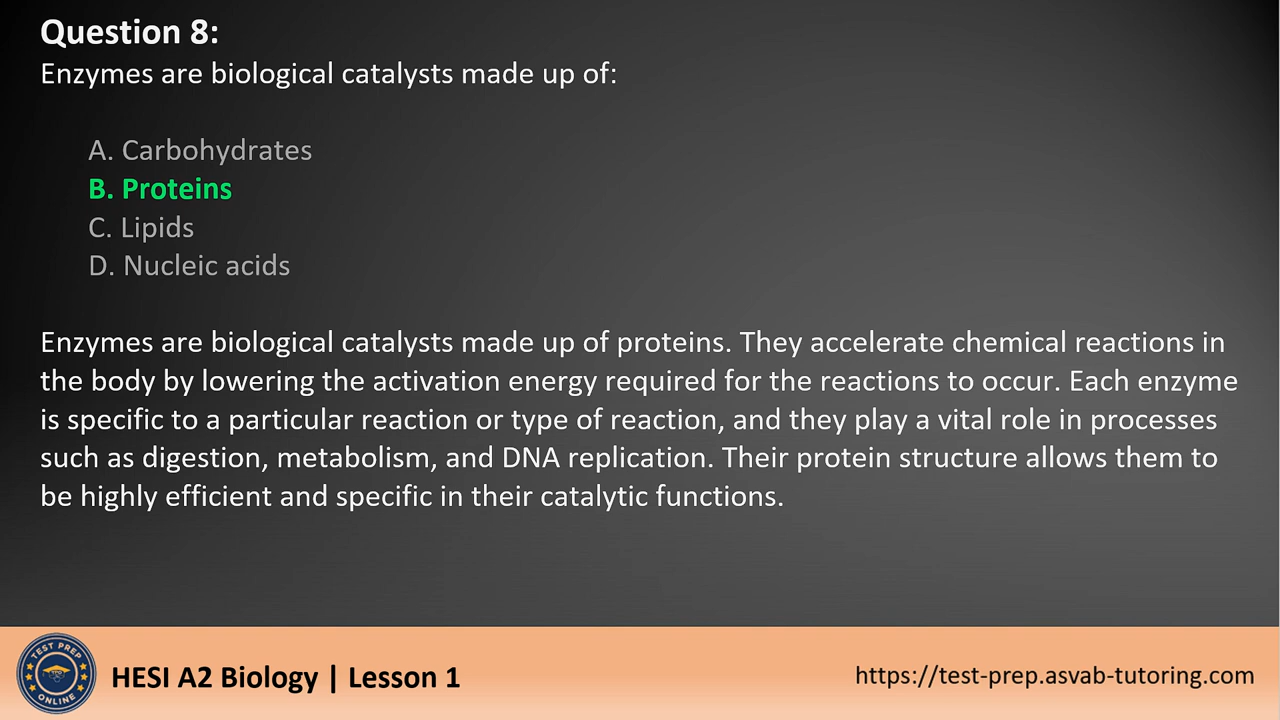 Question 8:
Enzymes are biological catalysts made up of:
A. Carbohydrates
B. Proteins
C. Lipids
D. Nucleic acids
Enzymes are biological catalysts made up of proteins. They accelerate chemical reactions in
the body by lowering the activation energy required for the reactions to occur. Each enzyme
is specific to a particular reaction or type of reaction, and they play a vital role in processes
such as digestion, metabolism, and DNA replication. Their protein structure allows them to
be highly efficient and specific in their catalytic functions.
TEST PREP
ONLINE
HESI A2 Biology | Lesson 1
https://test-prep.asvab-tutoring.com